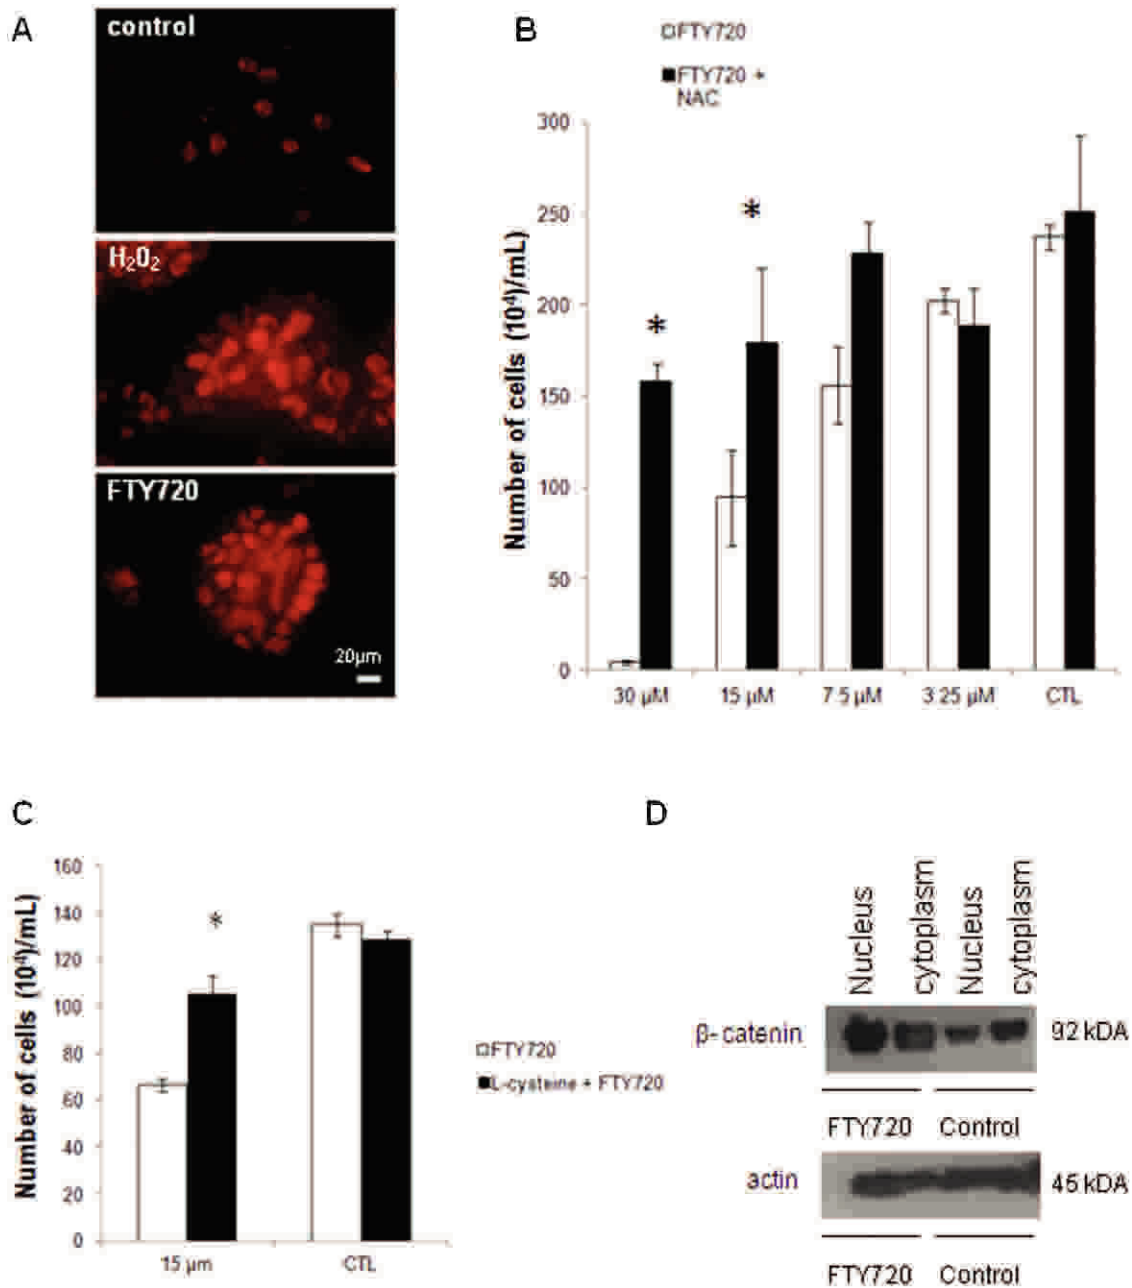 A
control
H₂0₂
FTY720
20µm
B
□FTY720
■FTY720 +
NAC
Number of cells (10⁴)/mL)
300
250
200
150
100
50
0
*
*
30 µM
15 µM
7.5 µM
3.25 µM
CTL
C
Number of cells (10⁴)/mL)
160
140
120
100
80
60
40
20
0
*
15 µm
CTL
□FTY720
■L-cysteine + FTY720
D
Nucleus
cytoplasm
Nucleus
cytoplasm
β-catenin
92 kDA
FTY720
Control
actin
45 kDA
FTY720
Control